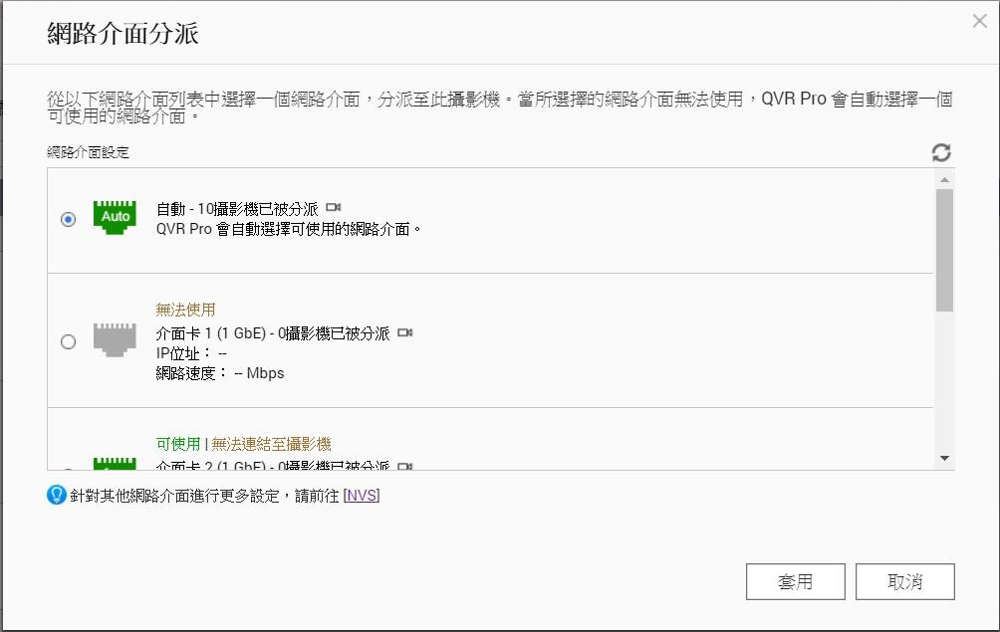 網路介面分派
從以下網路介面列表中選擇一個網路介面，分派至此攝影機。當所選擇的網路介面無法使用，QVR Pro 會自動選擇一個
可使用的網路介面。
網路介面設定
Auto
自動 - 10攝影機已被分派
QVR Pro 會自動選擇可使用的網路介面。
無法使用
介面卡 1 (1 GbE) - 0攝影機已被分派
IP位址： --
網路速度： -- Mbps
可使用 | 無法連結至攝影機
介面卡 2 (1 GbE) - 0攝影機已被分派
針對其他網路介面進行更多設定，請前往 [NVS]
套用
取消